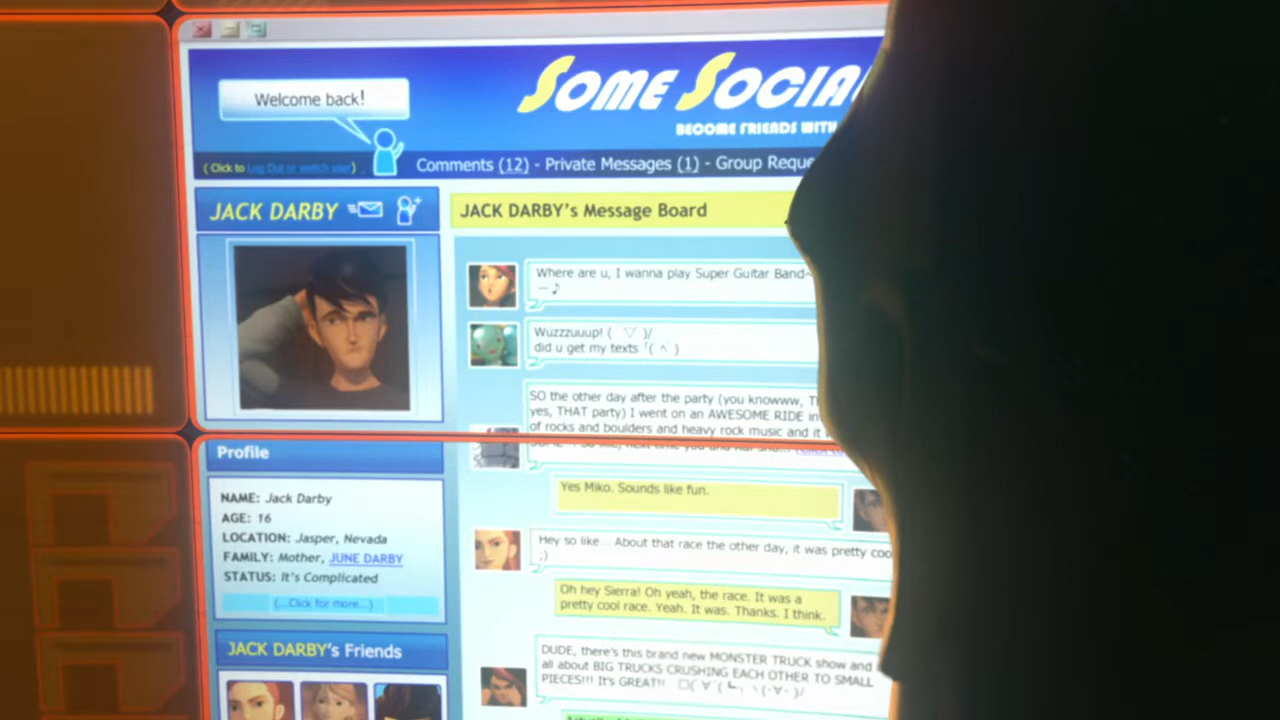 Welcome back!
SOME SOCIAL
BECOME FRIENDS WITH
(Click to Log Out or switch user)
Comments (12) - Private Messages (1) - Group Reque
JACK DARBY
JACK DARBY's Message Board
Where are u, I wanna play Super Guitar Band~
—♪
Wuzzzuuup! ( ▽ )/
did u get my texts
SO the other day after the party (you knowww, T
yes, THAT party) I went on an AWESOME RIDE in
of rocks and boulders and heavy rock music and it
Yes Miko. Sounds like fun.
Hey so like... About that race the other day, it was pretty coo
;)
Oh hey Sierra! Oh yeah, the race. It was a
pretty cool race. Yeah. It was. Thanks. I think.
DUDE, there's this brand new MONSTER TRUCK show and i
all about BIG TRUCKS CRUSHING EACH OTHER TO SMALL
PIECES!!! It's GREAT!!
Profile
NAME: Jack Darby
AGE: 16
LOCATION: Jasper, Nevada
FAMILY: Mother, JUNE DARBY
STATUS: It's Complicated
(...Click for more...)
JACK DARBY's Friends